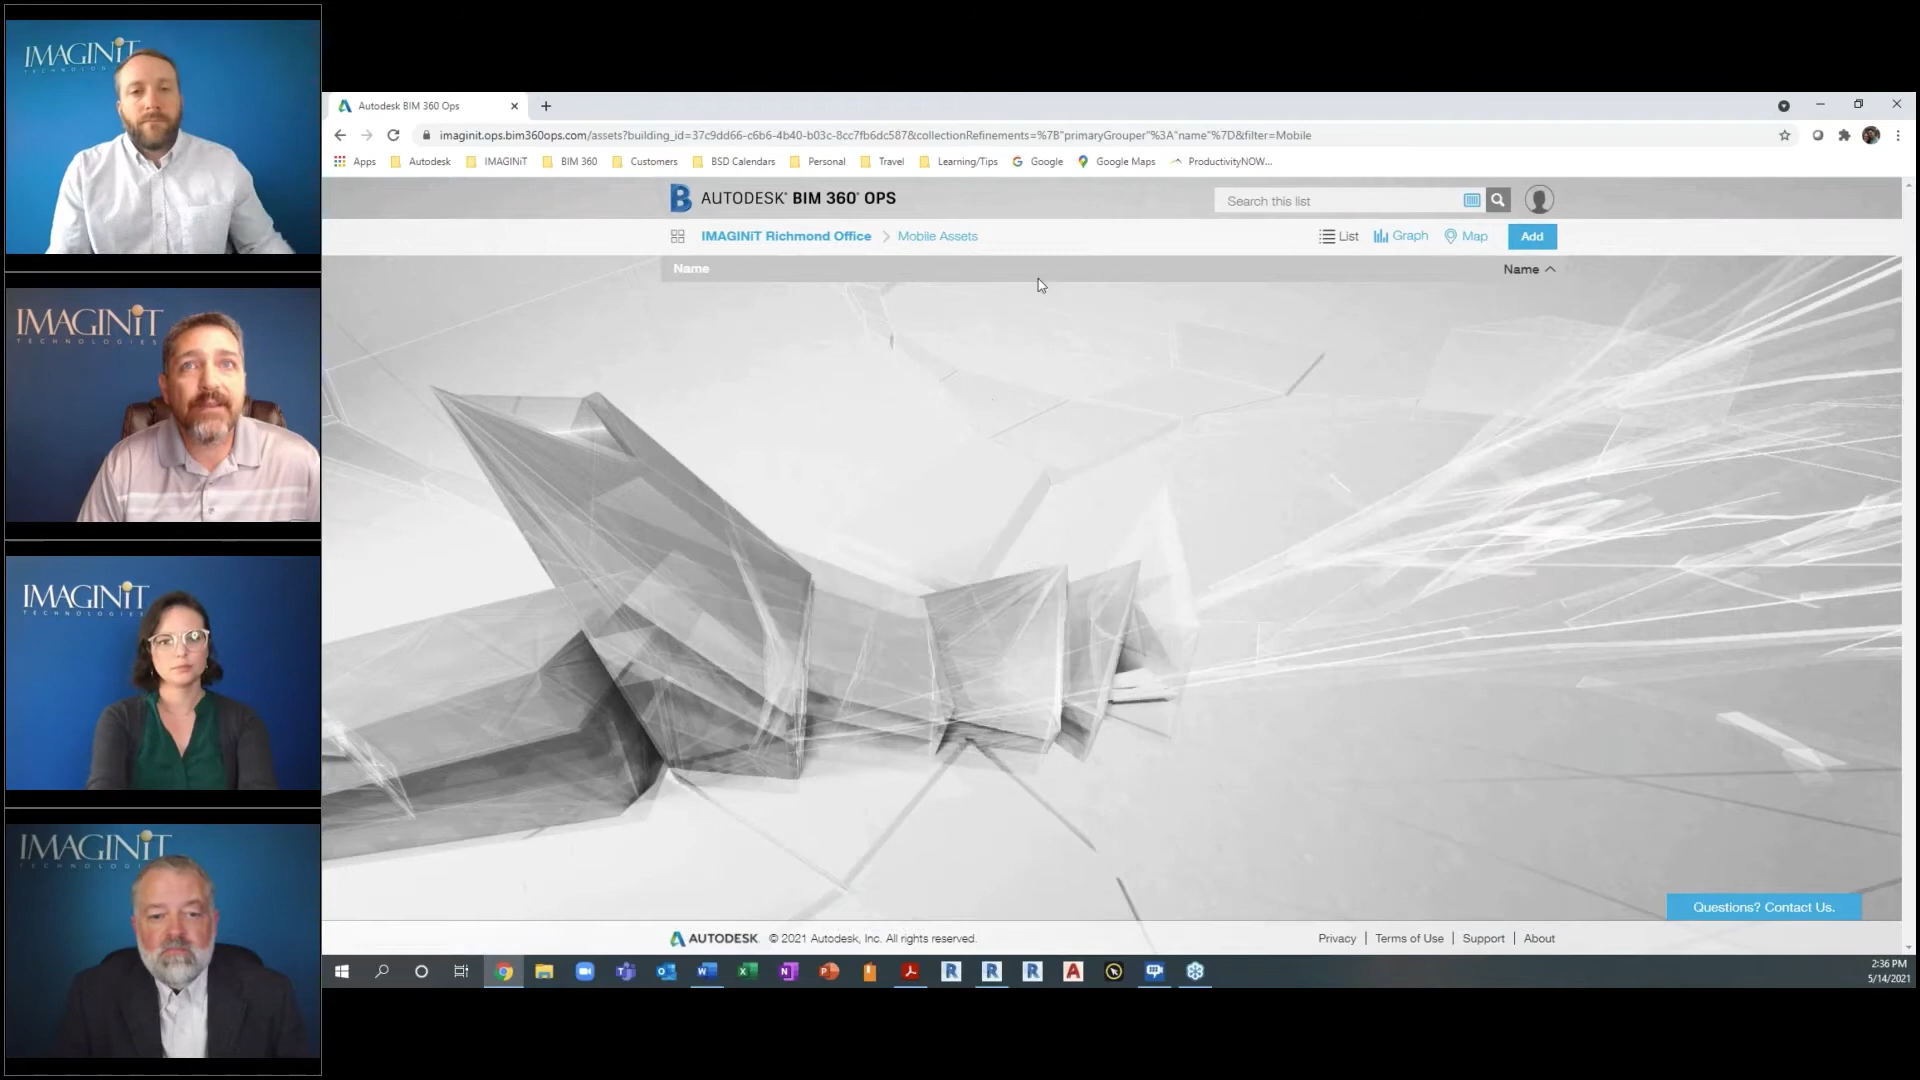 IMAGINiT
TECHNOLOG
IMAGINiT
TECHNOLOGIES
IMAGINiT
TECHNOLOGIES
IMAGINiT
TECHNOLOG
Autodesk BIM 360 Ops
imaginit.ops.bim360ops.com/assets?building_id=37c9dd66-c6b6-4b40-b03c-8cc7fb6dc587&collectionRefinements=%7B"primaryGrouper"%3A"name"%7D&filter=Mobile
Apps Autodesk IMAGINiT BIM 360 Customers BSD Calendars Personal Travel Learning/Tips Google Google Maps ProductivityNOW...
AUTODESK® BIM 360® OPS
Search this list
IMAGINiT Richmond Office > Mobile Assets
List Graph Map Add
Name
Name
Questions? Contact Us.
AUTODESK. © 2021 Autodesk, Inc. All rights reserved.
Privacy | Terms of Use | Support | About
2:36 PM
5/14/2021